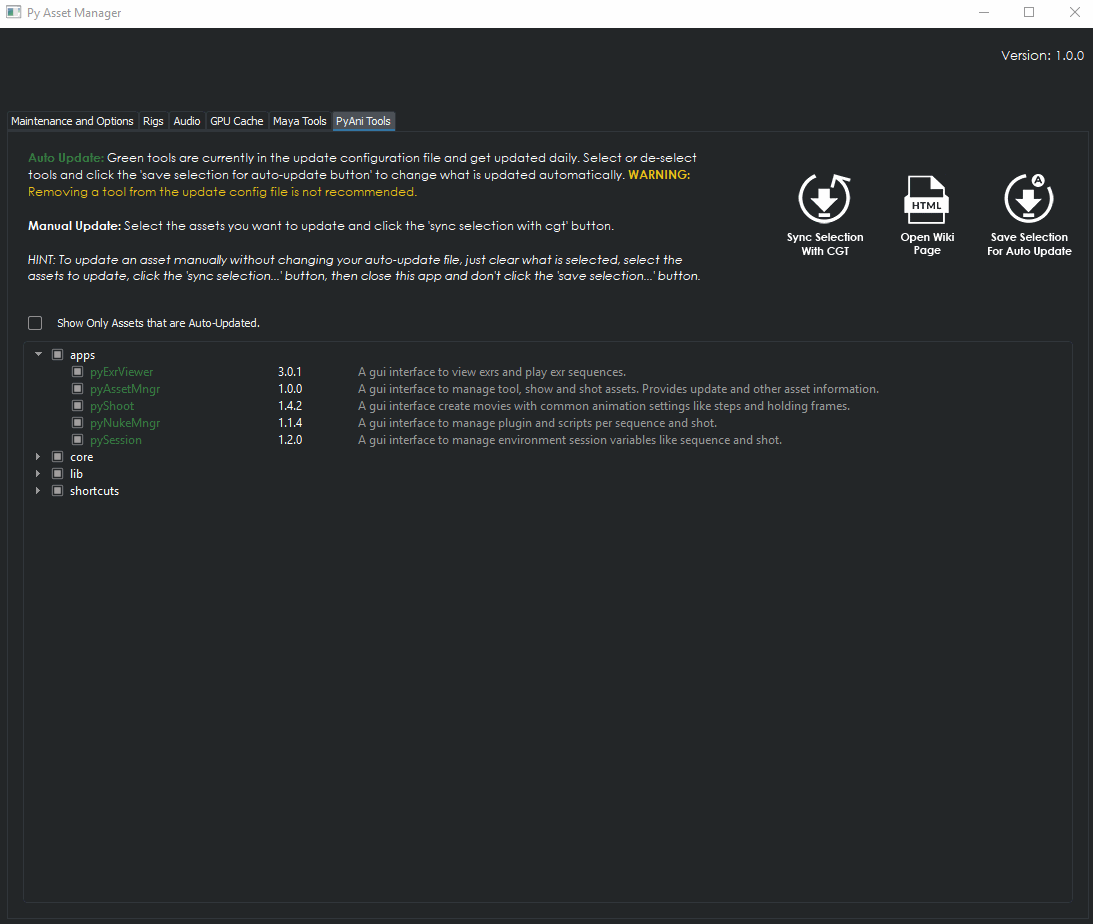 Py Asset Manager
Version: 1.0.0
Maintenance and Options Rigs Audio GPU Cache Maya Tools PyAni Tools
Auto Update: Green tools are currently in the update configuration file and get updated daily. Select or de-select
tools and click the 'save selection for auto-update button' to change what is updated automatically. WARNING:
Removing a tool from the update config file is not recommended.
Manual Update: Select the assets you want to update and click the 'sync selection with cgt' button.
HINT: To update an asset manually without changing your auto-update file, just clear what is selected, select the
assets to update, click the 'sync selection...' button, then close this app and don't click the 'save selection...' button.
HTML
A
Sync Selection
With CGT
Open Wiki
Page
Save Selection
For Auto Update
Show Only Assets that are Auto-Updated.
apps
pyExrViewer 3.0.1 A gui interface to view exrs and play exr sequences.
pyAssetMngr 1.0.0 A gui interface to manage tool, show and shot assets. Provides update and other asset information.
pyShoot 1.4.2 A gui interface create movies with common animation settings like steps and holding frames.
pyNukeMngr 1.1.4 A gui interface to manage plugin and scripts per sequence and shot.
pySession 1.2.0 A gui interface to manage environment session variables like sequence and shot.
core
lib
shortcuts